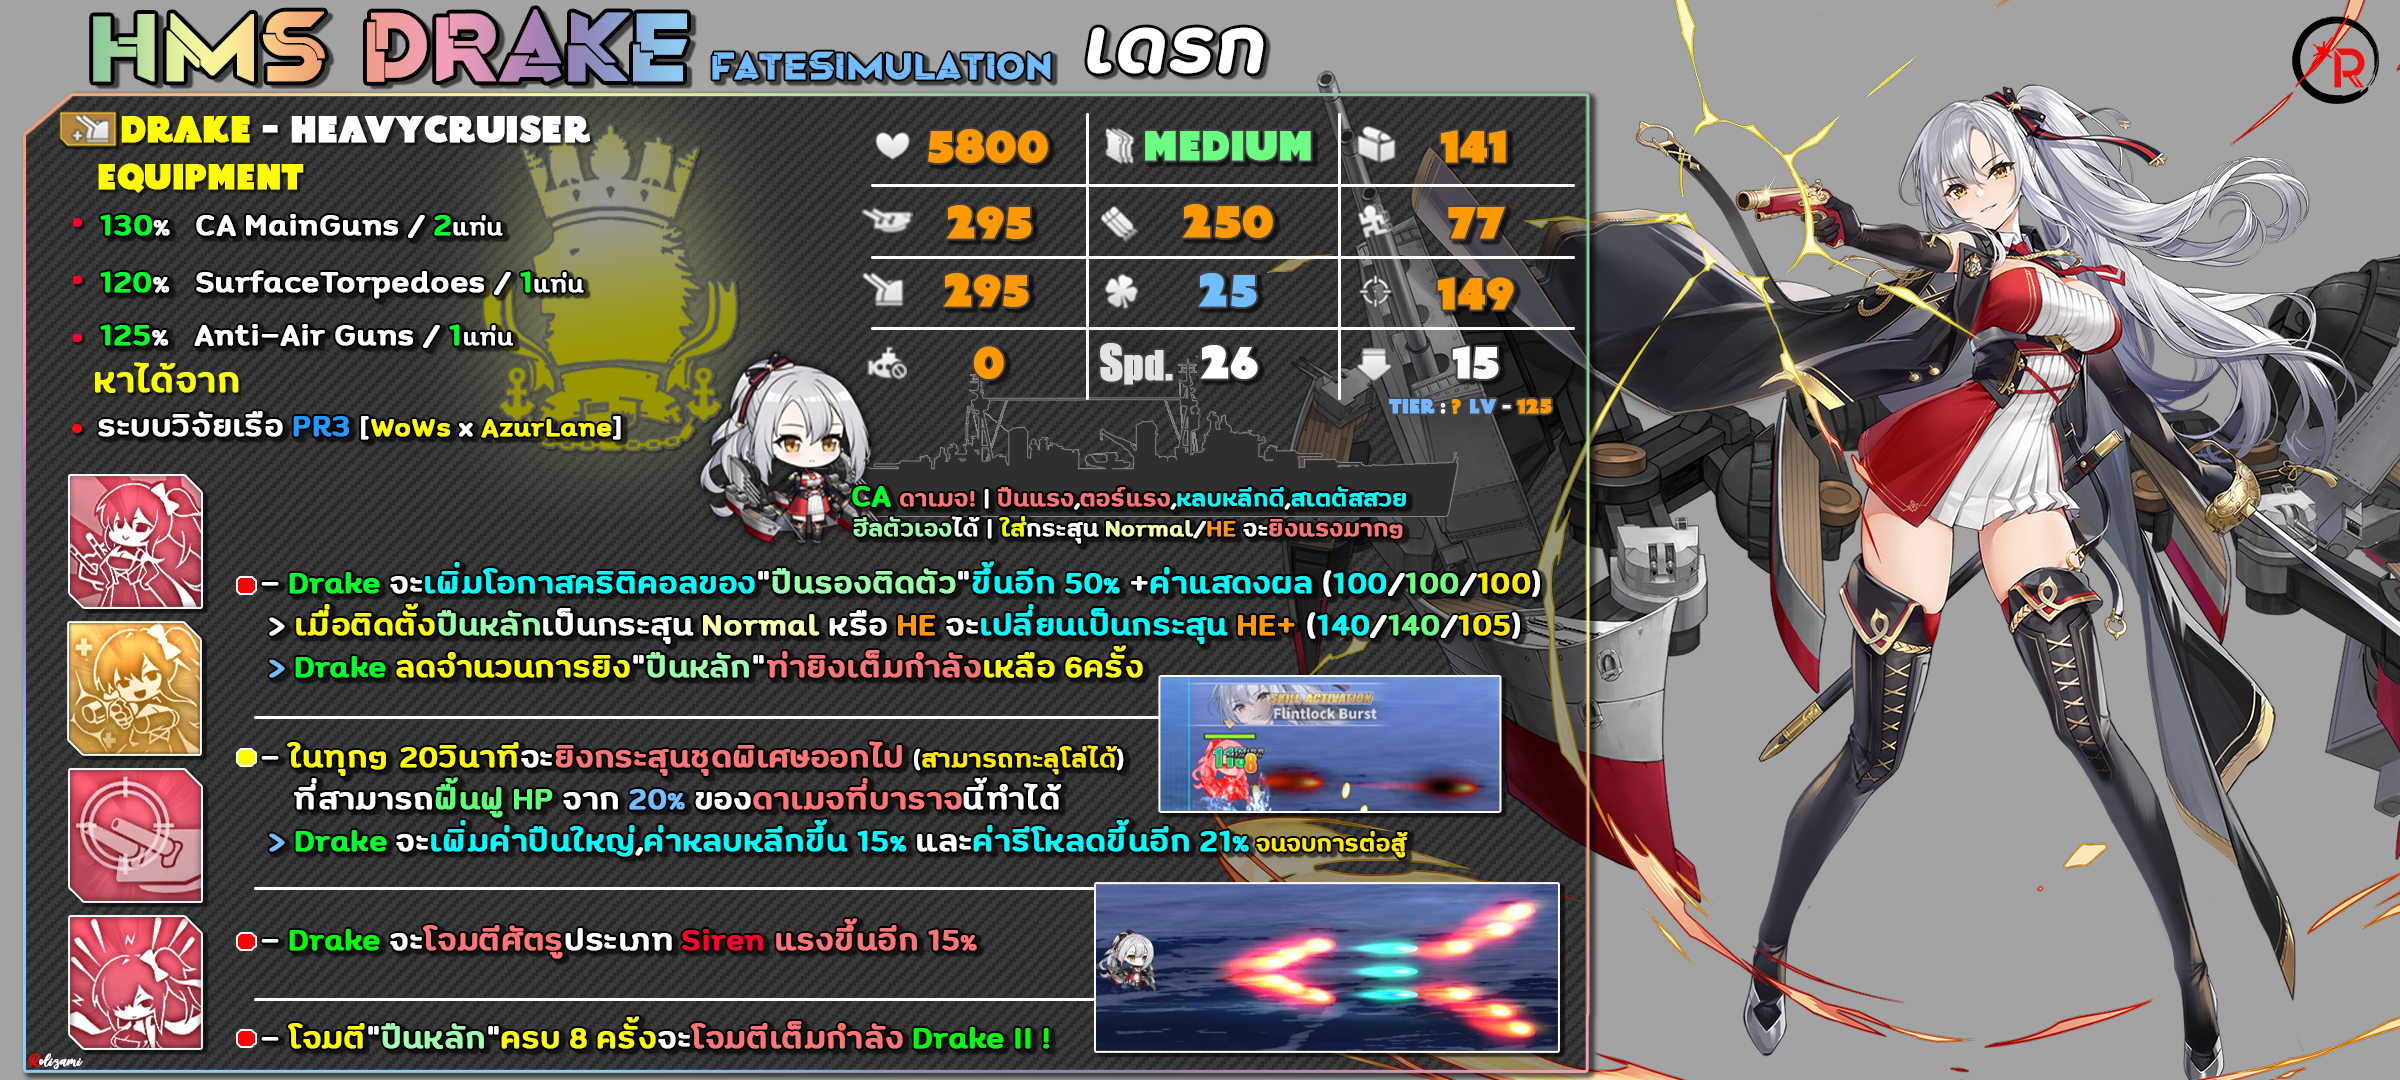 HMS DRAKE FATESIMULATION เดรก
R
DRAKE - HEAVYCRUISER
EQUIPMENT
130% CA MainGuns / 2แท่น
120% SurfaceTorpedoes / 1แท่น
125% Anti-Air Guns / 1แท่น
หาได้จาก
ระบบวิจัยเรือ PR3 [WoWs x AzurLane]
5800 MEDIUM 141
295 250 77
295 25 149
0 Spd. 26 15
TIER : ? LV - 125
CA ดาเมจ! | ปืนแรง,ตอร์แรง,หลบหลีกดี,สเตตัสสวย
ฮีลตัวเองได้ | ใส่กระสุน Normal/HE จะยิงแรงมากๆ
- Drake จะเพิ่มโอกาสคริติคอลของ"ปืนรองติดตัว"ขึ้นอีก 50% +ค่าแสดงผล (100/100/100)
> เมื่อติดตั้งปืนหลักเป็นกระสุน Normal หรือ HE จะเปลี่ยนเป็นกระสุน HE+ (140/140/105)
> Drake ลดจำนวนการยิง"ปืนหลัก"ท่ายิงเต็มกำลังเหลือ 6ครั้ง
SKILL ACTIVATION
Flintlock Burst
- ในทุกๆ 20วินาทีจะยิงกระสุนชุดพิเศษออกไป (สามารถทะลุโล่ได้)
ที่สามารถฟื้นฟู HP จาก 20% ของดาเมจที่บาราจนี้ทำได้
> Drake จะเพิ่มค่าปืนใหญ่,ค่าหลบหลีกขึ้น 15% และค่ารีโหลดขึ้นอีก 21% จนจบการต่อสู้
- Drake จะโจมตีศัตรูประเภท Siren แรงขึ้นอีก 15%
- โจมตี"ปืนหลัก"ครบ 8 ครั้งจะโจมตีเต็มกำลัง Drake II !
Rolizami